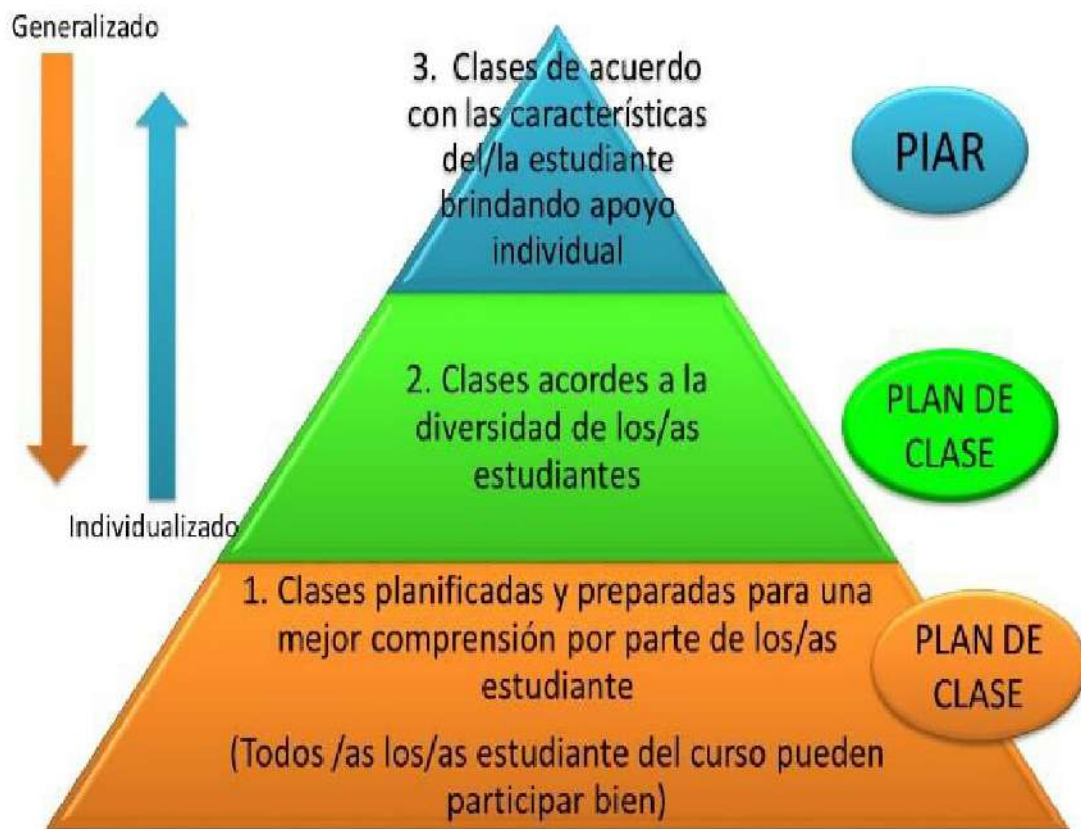 Generalizado
3. Clases de acuerdo
con las características
del/la estudiante
brindando apoyo
individual
PIAR
2. Clases acordes a la
diversidad de los/as
estudiantes
PLAN DE
CLASE
Individualizado
1. Clases planificadas y preparadas para una
mejor comprensión por parte de los/as
estudiante
(Todos /as los/as estudiante del curso pueden
participar bien)
PLAN DE
CLASE